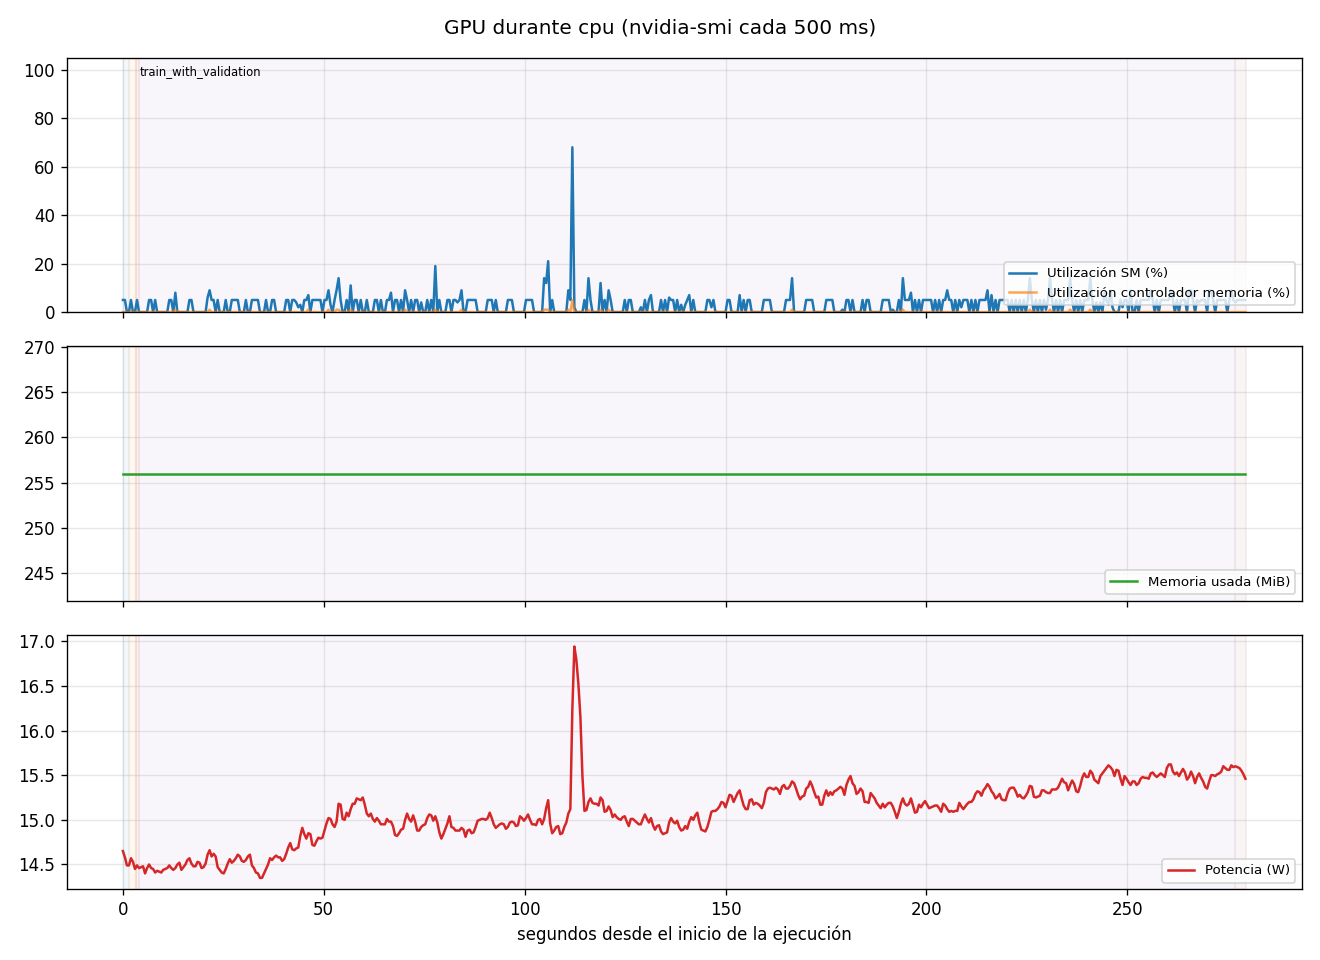 GPU durante cpu (nvidia-smi cada 500 ms)
train_with_validation
100
80
60
40
20
0
Utilización SM (%)
Utilización controlador memoria (%)
270
265
260
255
250
245
Memoria usada (MiB)
17.0
16.5
16.0
15.5
15.0
14.5
Potencia (W)
0 50 100 150 200 250
segundos desde el inicio de la ejecución